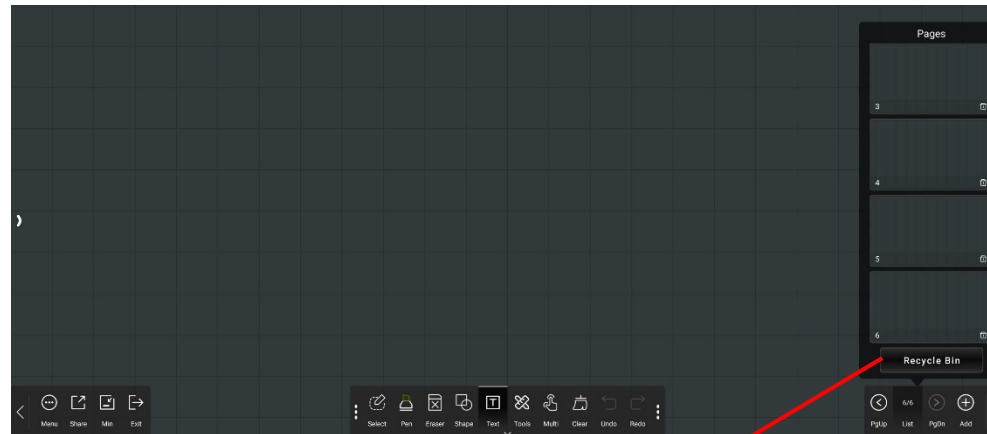 Pages
3
4
5
6
Recycle Bin
Menu Share Min Exit
Select Pen Eraser Shape Text Tools Multi Clear Undo Redo
6/6
PgUp List PgDn Add